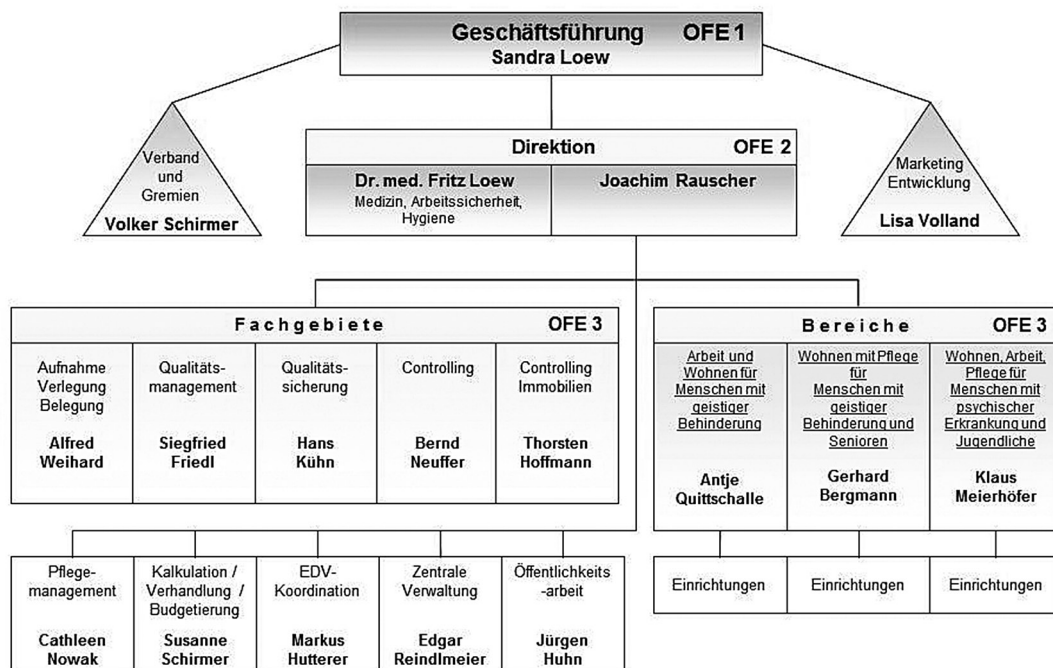 Geschäftsführung OFE 1
Sandra Loew
Verband
und
Gremien
Volker Schirmer
Direktion OFE 2
Dr. med. Fritz Loew
Medizin, Arbeitssicherheit,
Hygiene
Joachim Rauscher
Marketing
Entwicklung
Lisa Volland
Fachgebiete OFE 3
Aufnahme
Verlegung
Belegung
Alfred
Weihard
Qualitäts-
management
Siegfried
Friedl
Qualitäts-
sicherung
Hans
Kühn
Controlling
Bernd
Neuffer
Controlling
Immobilien
Thorsten
Hoffmann
Bereiche OFE 3
Arbeit und
Wohnen für
Menschen mit
geistiger
Behinderung
Antje
Quittschalle
Wohnen mit Pflege
für
Menschen mit
geistiger
Behinderung und
Senioren
Gerhard
Bergmann
Wohnen, Arbeit,
Pflege für
Menschen mit
psychischer
Erkrankung und
Jugendliche
Klaus
Meierhöfer
Pflege-
management
Cathleen
Nowak
Kalkulation /
Verhandlung /
Budgetierung
Susanne
Schirmer
EDV-
Koordination
Markus
Hutterer
Zentrale
Verwaltung
Edgar
Reindlmeier
Öffentlichkeits
-arbeit
Jürgen
Huhn
Einrichtungen
Einrichtungen
Einrichtungen